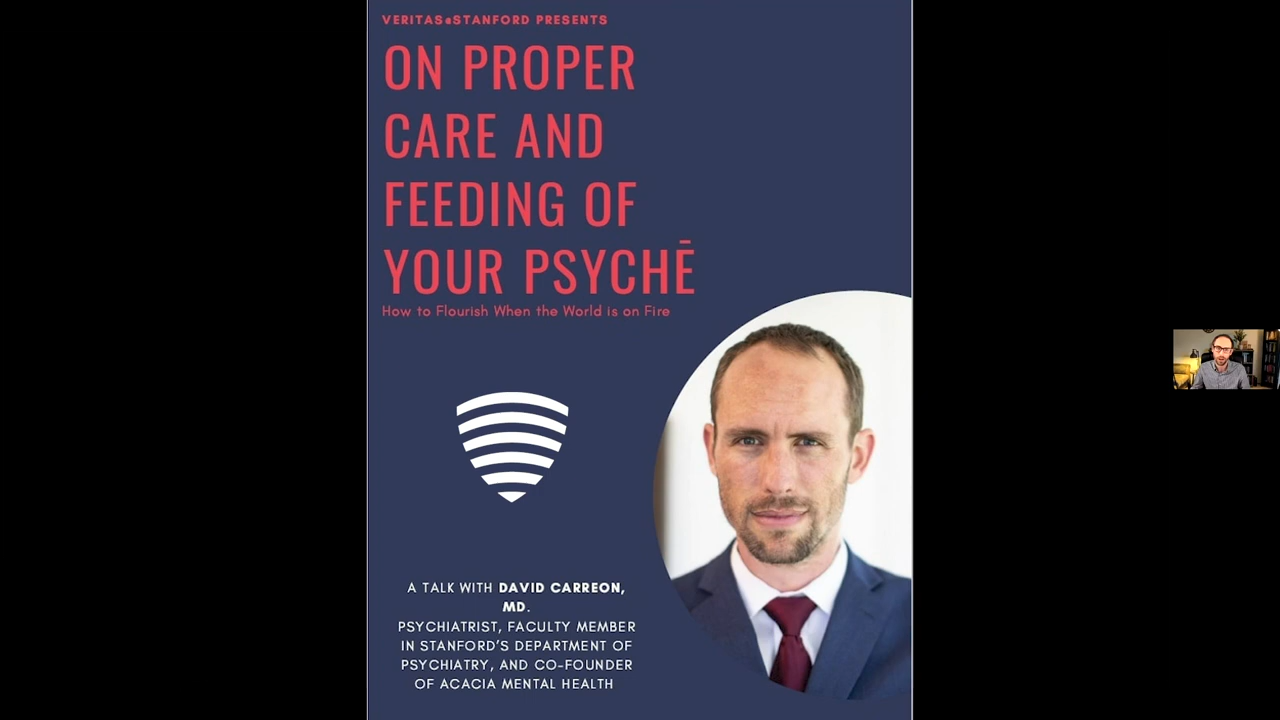 VERITAS@STANFORD PRESENTS
ON PROPER
CARE AND
FEEDING OF
YOUR PSYCHĒ
How to Flourish When the World is on Fire
A TALK WITH DAVID CARREON,
MD.
PSYCHIATRIST, FACULTY MEMBER
IN STANFORD'S DEPARTMENT OF
PSYCHIATRY, AND CO-FOUNDER
OF ACACIA MENTAL HEALTH